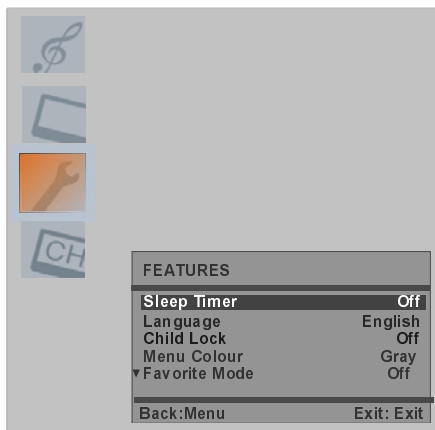 CH
FEATURES
Sleep Timer Off
Language English
Child Lock Off
Menu Colour Gray
▼Favorite Mode Off
Back:Menu Exit: Exit